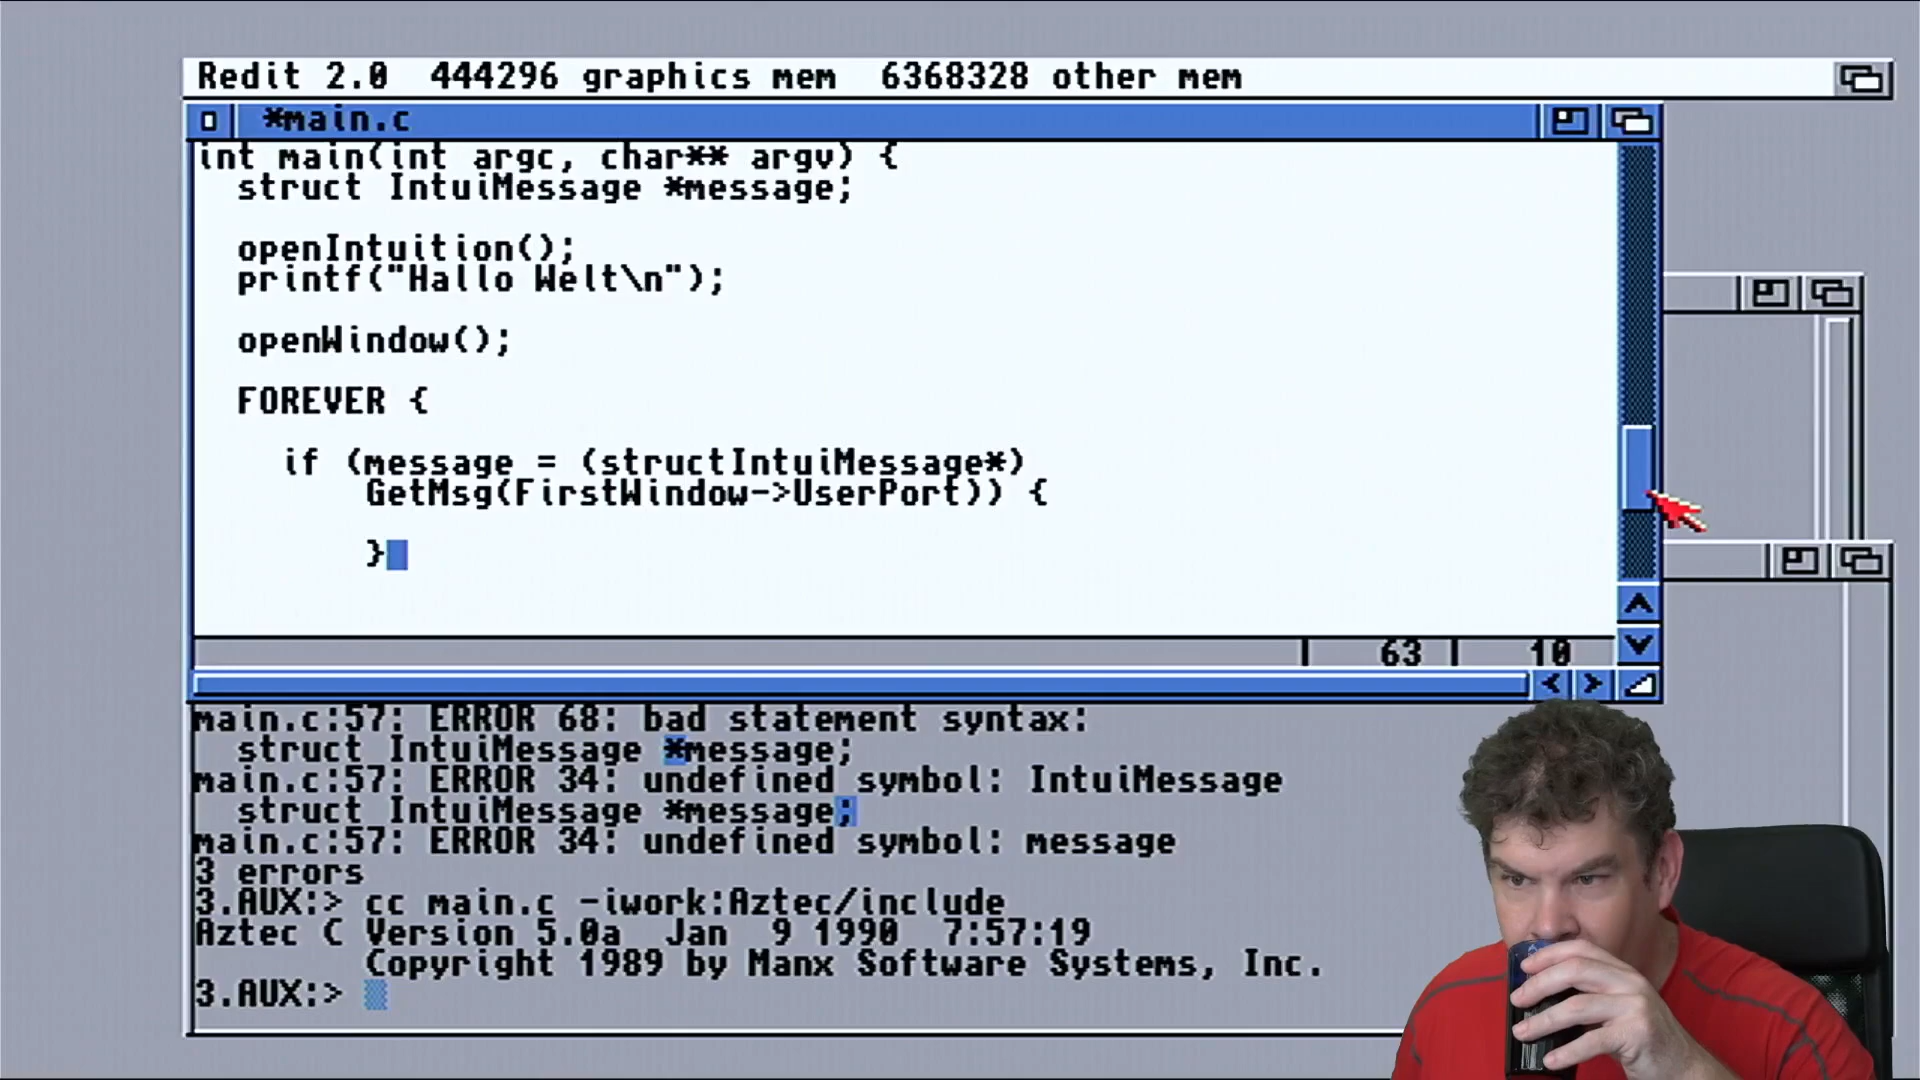 Redit 2.0 444296 graphics mem 6368328 other mem
*main.c
int main(int argc, char** argv) {
struct IntuiMessage *message;
openIntuition();
printf("Hallo Welt\n");
openWindow();
FOREVER {
if (message = (structIntuiMessage*)
GetMsg(FirstWindow->UserPort)) {
}
63 10
main.c:57: ERROR 68: bad statement syntax:
struct IntuiMessage *message;
main.c:57: ERROR 34: undefined symbol: IntuiMessage
struct IntuiMessage *message;
main.c:57: ERROR 34: undefined symbol: message
3 errors
3.AUX:> cc main.c -iwork:Aztec/include
Aztec C Version 5.0a Jan 9 1990 7:57:19
Copyright 1989 by Manx Software Systems, Inc.
3.AUX:>